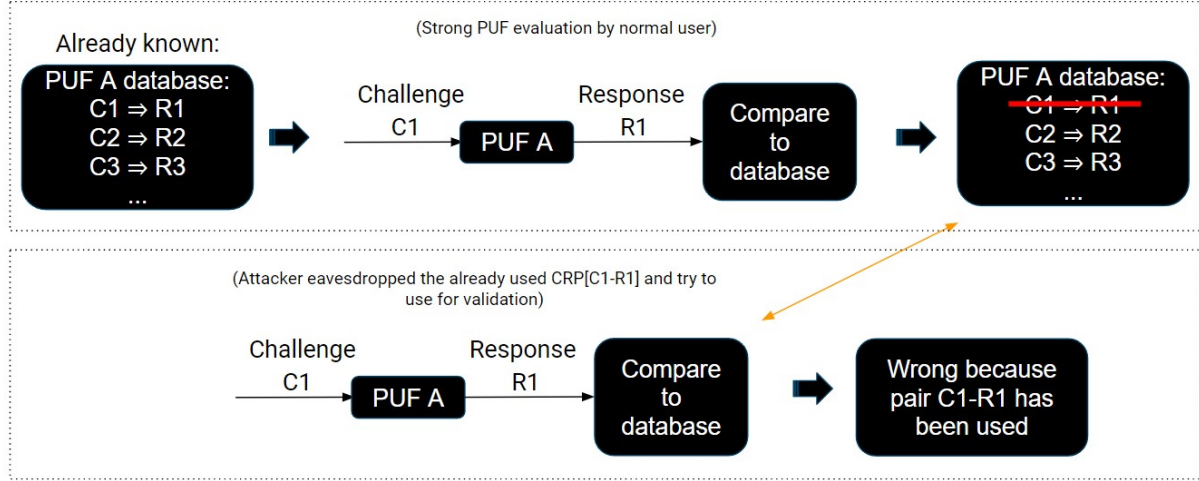 (Strong PUF evaluation by normal user)
Already known:
PUF A database:
C1 ⇒ R1
C2 ⇒ R2
C3 ⇒ R3
...
Challenge
C1
PUF A
Response
R1
Compare
to
database
PUF A database:
C1 ⇒ R1
C2 ⇒ R2
C3 ⇒ R3
...
(Attacker eavesdropped the already used CRP[C1-R1] and try to
use for validation)
Challenge
C1
PUF A
Response
R1
Compare
to
database
Wrong because
pair C1-R1 has
been used